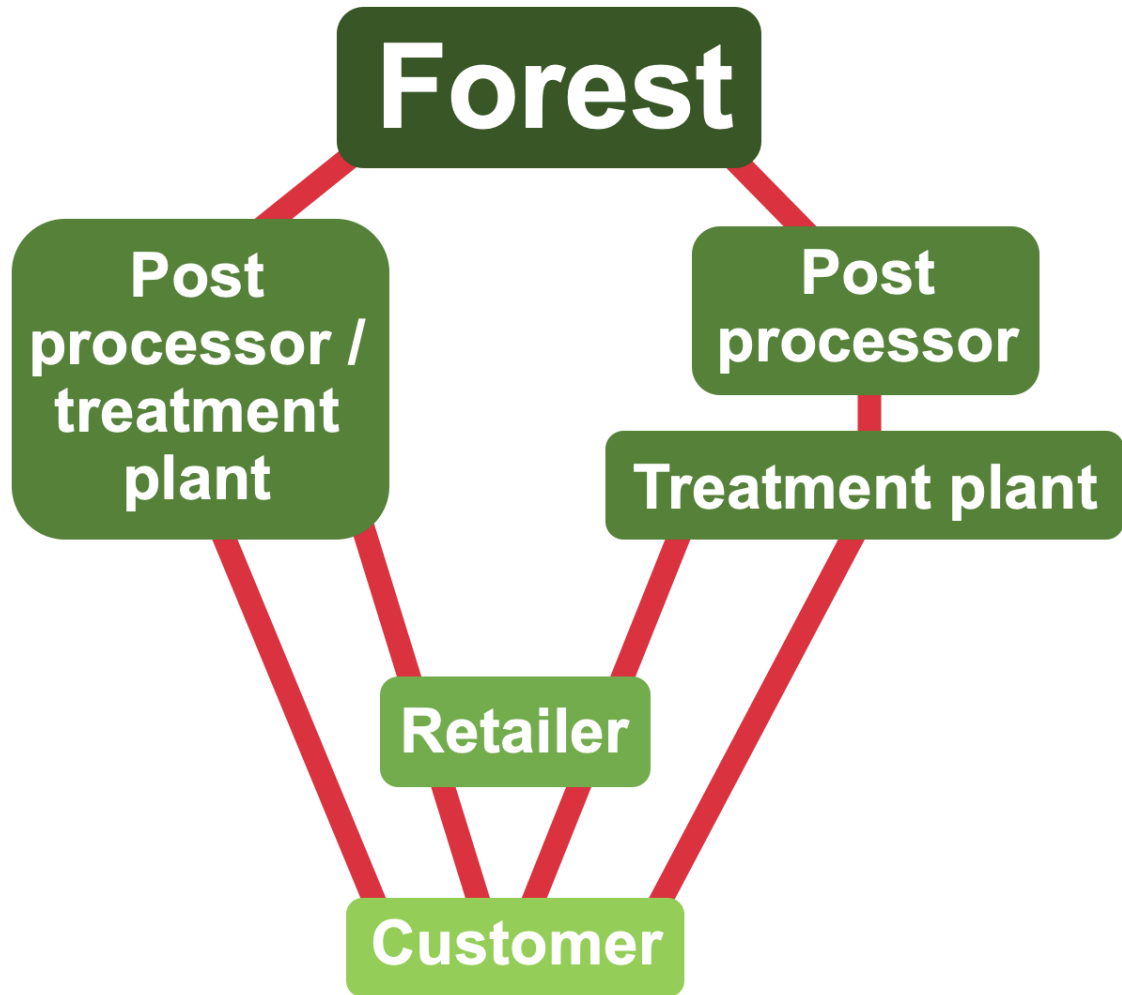 Forest
Post
processor /
treatment
plant
Post
processor
Treatment plant
Retailer
Customer